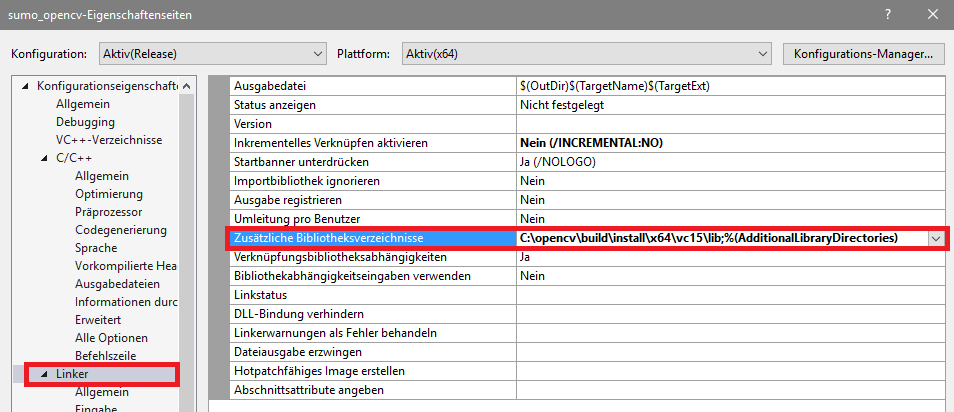 sumo_opencv-Eigenschaftenseiten
Konfiguration: Aktiv(Release) Plattform: Aktiv(x64) Konfigurations-Manager...
Konfigurationseigenschafte
Allgemein
Debugging
VC++-Verzeichnisse
C/C++
Allgemein
Optimierung
Präprozessor
Codegenerierung
Sprache
Vorkompilierte Hea
Ausgabedateien
Informationen durc
Erweitert
Alle Optionen
Befehlszeile
Linker
Allgemein
Eingabe
Ausgabedatei $(OutDir)$(TargetName)$(TargetExt)
Status anzeigen Nicht festgelegt
Version
Inkrementelles Verknüpfen aktivieren Nein (/INCREMENTAL:NO)
Startbanner unterdrücken Ja (/NOLOGO)
Importbibliothek ignorieren Nein
Ausgabe registrieren Nein
Umleitung pro Benutzer Nein
Zusätzliche Bibliotheksverzeichnisse C:\opencv\build\install\x64\vc15\lib;%(AdditionalLibraryDirectories)
Verknüpfungsbibliotheksabhängigkeiten Ja
Bibliothekabhängigkeitseingaben verwenden Nein
Linkstatus
DLL-Bindung verhindern
Linkerwarnungen als Fehler behandeln
Dateiausgabe erzwingen
Hotpatchfähiges Image erstellen
Abschnittsattribute angeben